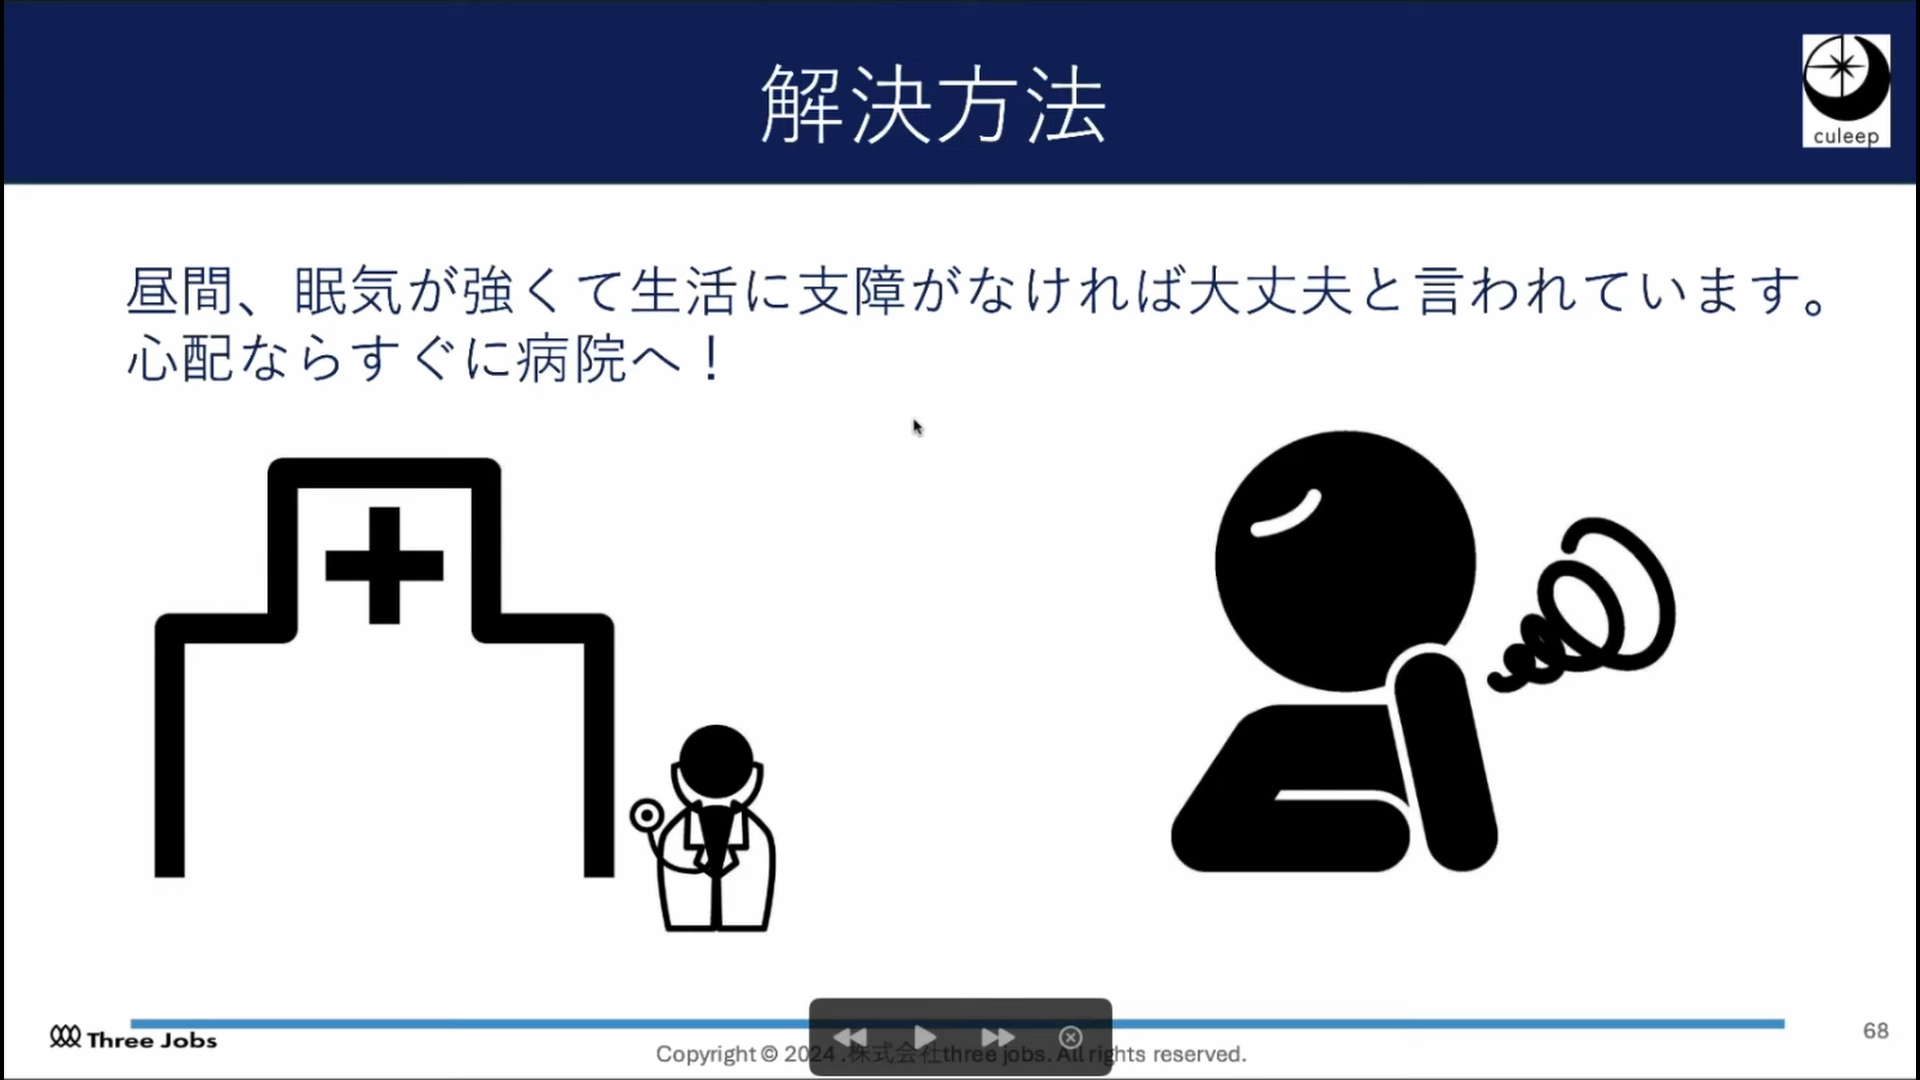 解決方法
culeep
昼間、眠気が強くて生活に支障がなければ大丈夫と言われています。
心配ならすぐに病院へ！
Three Jobs
Copyright © 2024 .株式会社three jobs. All rights reserved.
68